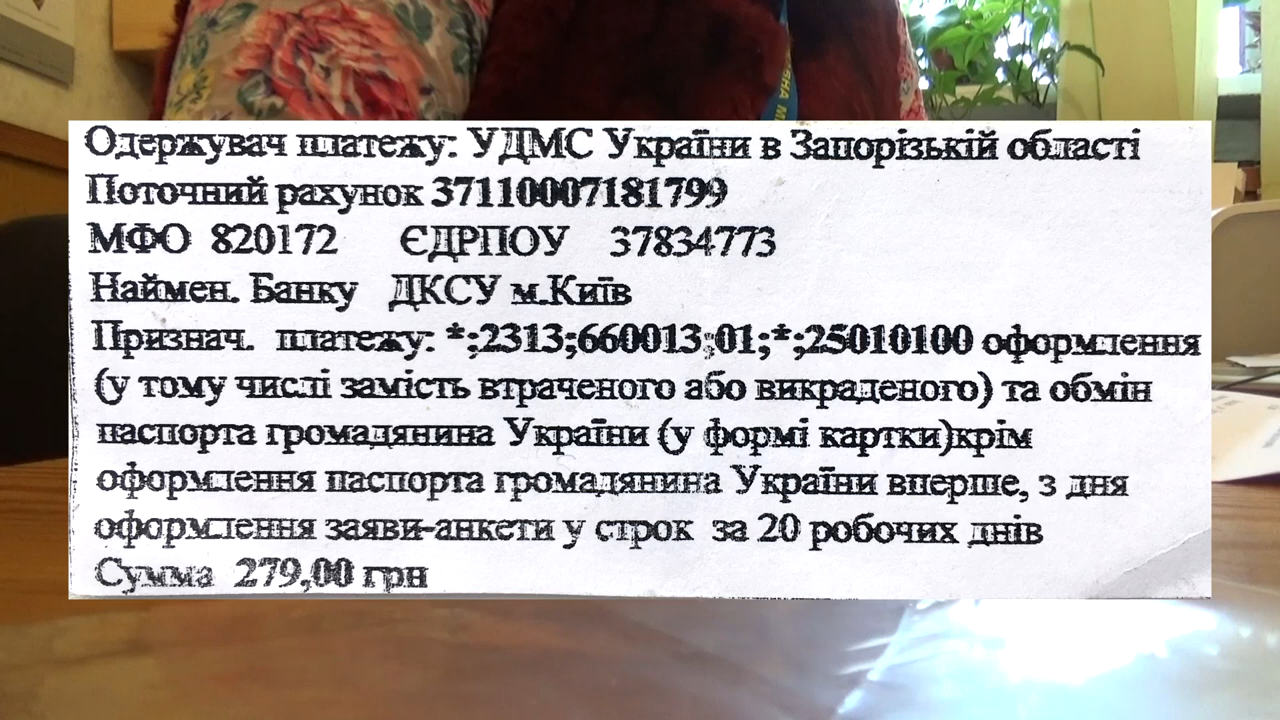 Одержувач платежу: УДМС України в Запорізькій області
Поточний рахунок 37110007181799
МФО 820172 ЄДРПОУ 37834773
Наймен. Банку ДКСУ м.Київ
Признач. платежу: *;2313;660013;01;*;25010100 оформлення
(у тому числі замість втраченого або викраденого) та обмін
паспорта громадянина України (у формі картки)крім
оформлення паспорта громадянина України вперше, з дня
оформлення заяви-анкети у строк за 20 робочих днів
Сумма 279,00 грн